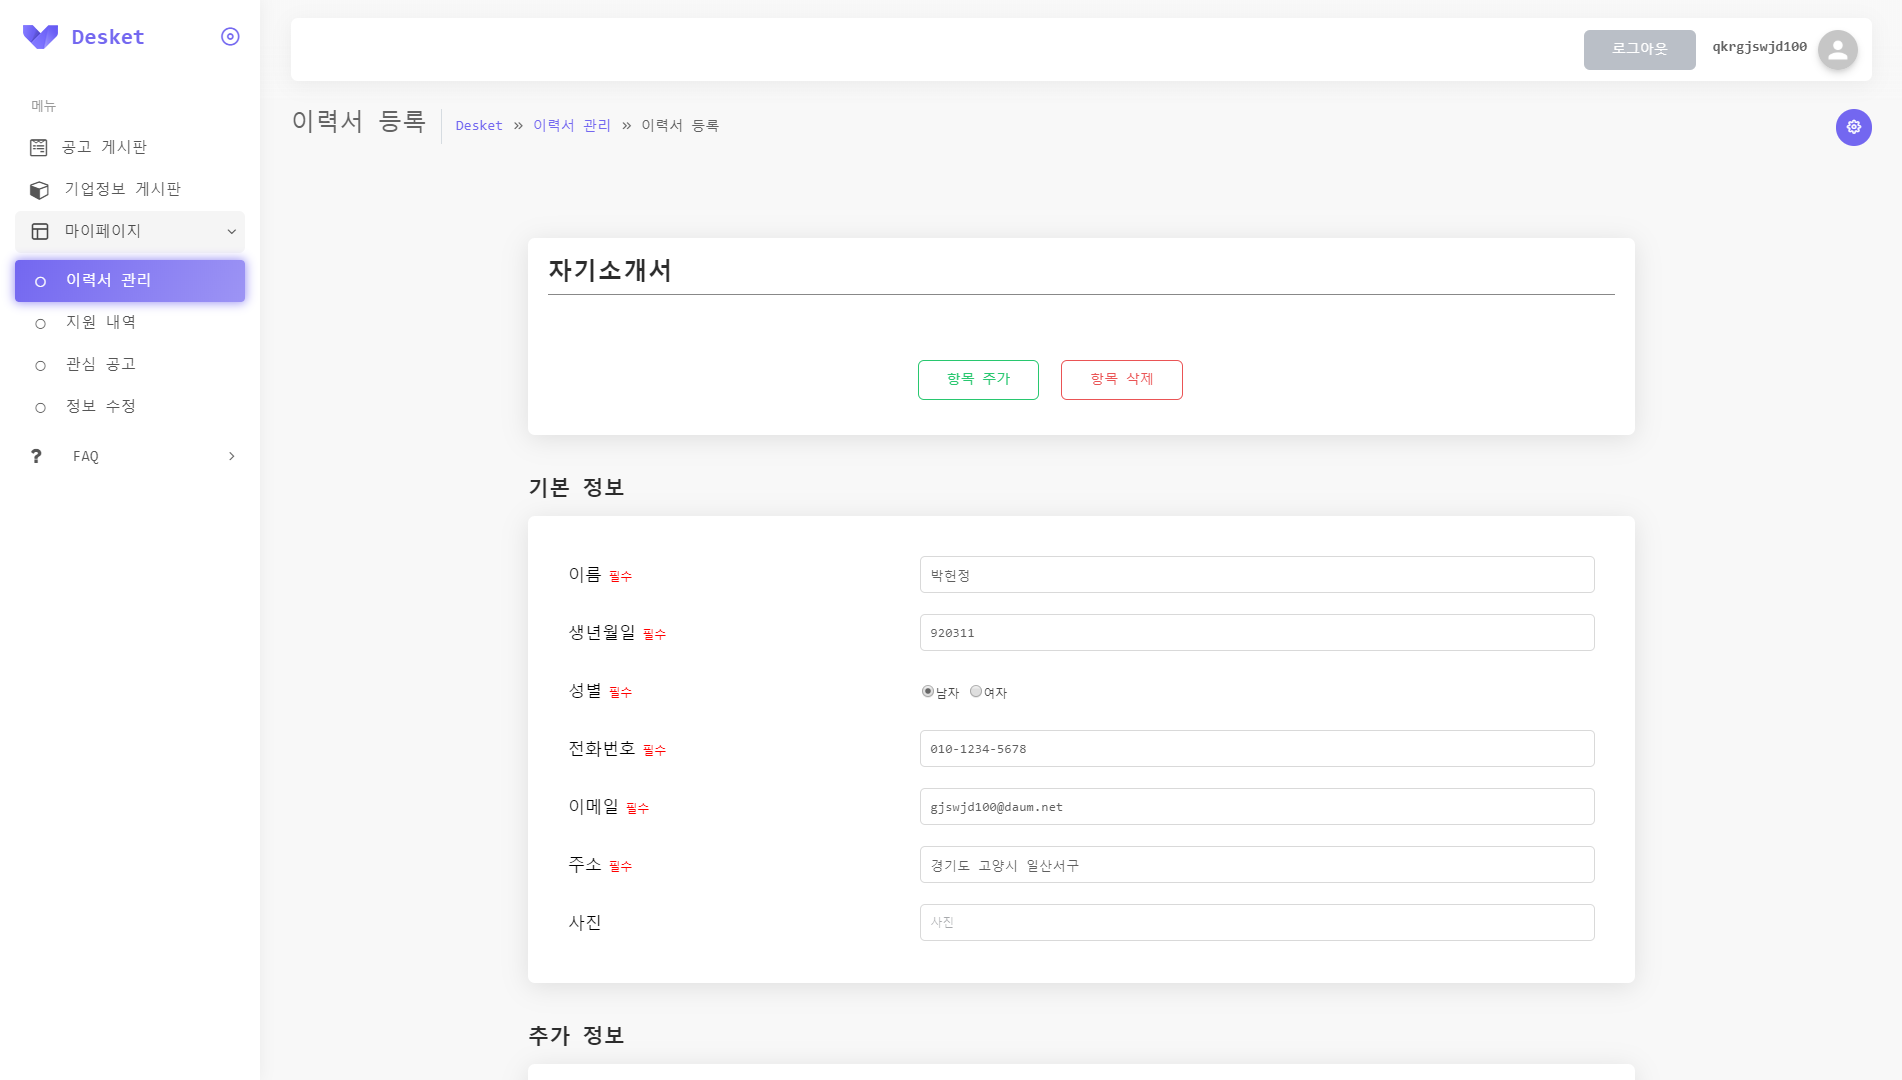 Desket
로그아웃 qkrgjswjd100
메뉴
공고 게시판
기업정보 게시판
마이페이지
이력서 관리
지원 내역
관심 공고
정보 수정
? FAQ
이력서 등록
Desket » 이력서 관리 » 이력서 등록
자기소개서
항목 추가 항목 삭제
기본 정보
이름 필수 박헌정
생년월일 필수 920311
성별 필수 남자 여자
전화번호 필수 010-1234-5678
이메일 필수 gjswjd100@daum.net
주소 필수 경기도 고양시 일산서구
사진 사진
추가 정보